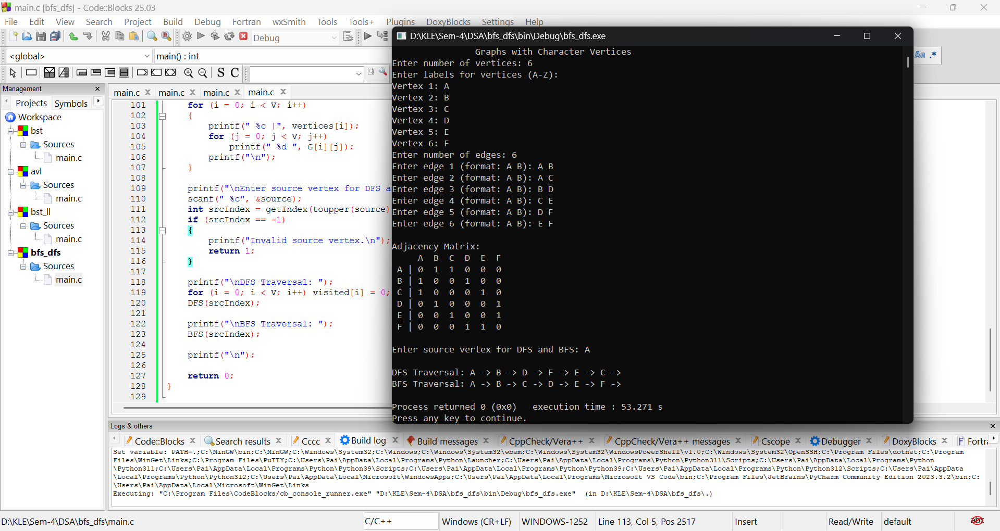 main.c [bfs_dfs] - Code::Blocks 25.03
File Edit View Search Project Build Debug Fortran wxSmith Tools Tools+ Plugins DoxyBlocks Settings Help
Debug
<global>
main() : int
S C
Aa .*
Management
Projects Symbols
Workspace
bst
Sources
main.c
avl
Sources
main.c
bst_ll
Sources
main.c
bfs_dfs
Sources
main.c
main.c main.c main.c main.c
101 for (i = 0; i < V; i++)
102 {
103 printf(" %c |", vertices[i]);
104 for (j = 0; j < V; j++)
105 printf(" %d ", G[i][j]);
106 printf("\n");
107 }
108
109 printf("\nEnter source vertex for DFS a
110 scanf(" %c", &source);
111 int srcIndex = getIndex(toupper(source)
112 if (srcIndex == -1)
113 {
114 printf("Invalid source vertex.\n");
115 return 1;
116 }
117
118 printf("\nDFS Traversal: ");
119 for (i = 0; i < V; i++) visited[i] = 0;
120 DFS(srcIndex);
121
122 printf("\nBFS Traversal: ");
123 BFS(srcIndex);
124
125 printf("\n");
126
127 return 0;
128 }
129
D:\KLE\Sem-4\DSA\bfs_dfs\bin\Debug\bfs_dfs.exe
Graphs with Character Vertices
Enter number of vertices: 6
Enter labels for vertices (A-Z):
Vertex 1: A
Vertex 2: B
Vertex 3: C
Vertex 4: D
Vertex 5: E
Vertex 6: F
Enter number of edges: 6
Enter edge 1 (format: A B): A B
Enter edge 2 (format: A B): A C
Enter edge 3 (format: A B): B D
Enter edge 4 (format: A B): C E
Enter edge 5 (format: A B): D F
Enter edge 6 (format: A B): E F
Adjacency Matrix:
A B C D E F
A | 0 1 1 0 0 0
B | 1 0 0 1 0 0
C | 1 0 0 0 1 0
D | 0 1 0 0 0 1
E | 0 0 1 0 0 1
F | 0 0 0 1 1 0
Enter source vertex for DFS and BFS: A
DFS Traversal: A -> B -> D -> F -> E -> C ->
BFS Traversal: A -> B -> C -> D -> E -> F ->
Process returned 0 (0x0) execution time : 53.271 s
Press any key to continue.
Logs & others
Code::Blocks Search results Cccc Build log Build messages CppCheck/Vera++ CppCheck/Vera++ messages Cscope Debugger DoxyBlocks Fortra
Set variable: PATH=.;C:\MinGW\bin;C:\MinGW;C:\Windows\System32;C:\Windows;C:\Windows\System32\wbem;C:\Windows\System32\WindowsPowerShell\v1.0;C:\Windows\System32\OpenSSH;C:\Program Files\dotnet;C:\Program
Files\WinGet\Links;C:\Program Files\PuTTY;C:\Users\Pai\AppData\Local\Programs\Python\Launcher;C:\Users\Pai\AppData\Local\Programs\Python\Python311\Scripts;C:\Users\Pai\AppData\Local\Programs\Python
\Python311;C:\Users\Pai\AppData\Local\Programs\Python\Python39\Scripts;C:\Users\Pai\AppData\Local\Programs\Python\Python39;C:\Users\Pai\AppData\Local\Programs\Python\Python312\Scripts;C:\Users\Pai\AppData
\Local\Programs\Python\Python312;C:\Users\Pai\AppData\Local\Microsoft\WindowsApps;C:\Users\Pai\AppData\Local\Programs\Microsoft VS Code\bin;C:\Program Files\JetBrains\PyCharm Community Edition 2023.3.2\bin;C:
\Users\Pai\AppData\Local\Microsoft\WinGet\Links
Executing: "C:\Program Files\CodeBlocks/cb_console_runner.exe" "D:\KLE\Sem-4\DSA\bfs_dfs\bin\Debug\bfs_dfs.exe" (in D:\KLE\Sem-4\DSA\bfs_dfs\.)
D:\KLE\Sem-4\DSA\bfs_dfs\main.c C/C++ Windows (CR+LF) WINDOWS-1252 Line 113, Col 5, Pos 2517 Insert Read/Write default abc